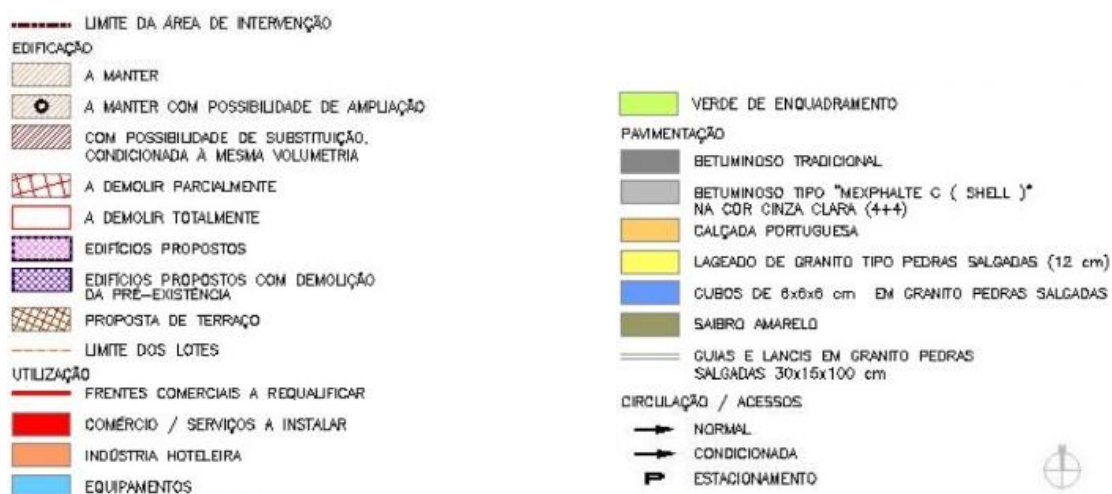 LIMITE DA ÁREA DE INTERVENÇÃO
EDIFICAÇÃO
A MANTER
A MANTER COM POSSIBILIDADE DE AMPLIAÇÃO
COM POSSIBILIDADE DE SUBSTITUIÇÃO,
CONDICIONADA À MESMA VOLUMETRIA
A DEMOLIR PARCIALMENTE
A DEMOLIR TOTALMENTE
EDIFÍCIOS PROPOSTOS
EDIFÍCIOS PROPOSTOS COM DEMOLIÇÃO
DA PRÉ-EXISTÊNCIA
PROPOSTA DE TERRAÇO
LIMITE DOS LOTES
UTILIZAÇÃO
FRENTES COMERCIAIS A REQUALIFICAR
COMÉRCIO / SERVIÇOS A INSTALAR
INDÚSTRIA HOTELEIRA
EQUIPAMENTOS
VERDE DE ENQUADRAMENTO
PAVIMENTAÇÃO
BETUMINOSO TRADICIONAL
BETUMINOSO TIPO "MEXPHALTE C ( SHELL )"
NA COR CINZA CLARA (4+4)
CALÇADA PORTUGUESA
LAGEADO DE GRANITO TIPO PEDRAS SALGADAS (12 cm)
CUBOS DE 6x6x6 cm EM GRANITO PEDRAS SALGADAS
SAIBRO AMARELO
GUIAS E LANCIS EM GRANITO PEDRAS
SALGADAS 30x15x100 cm
CIRCULAÇÃO / ACESSOS
NORMAL
CONDICIONADA
P ESTACIONAMENTO